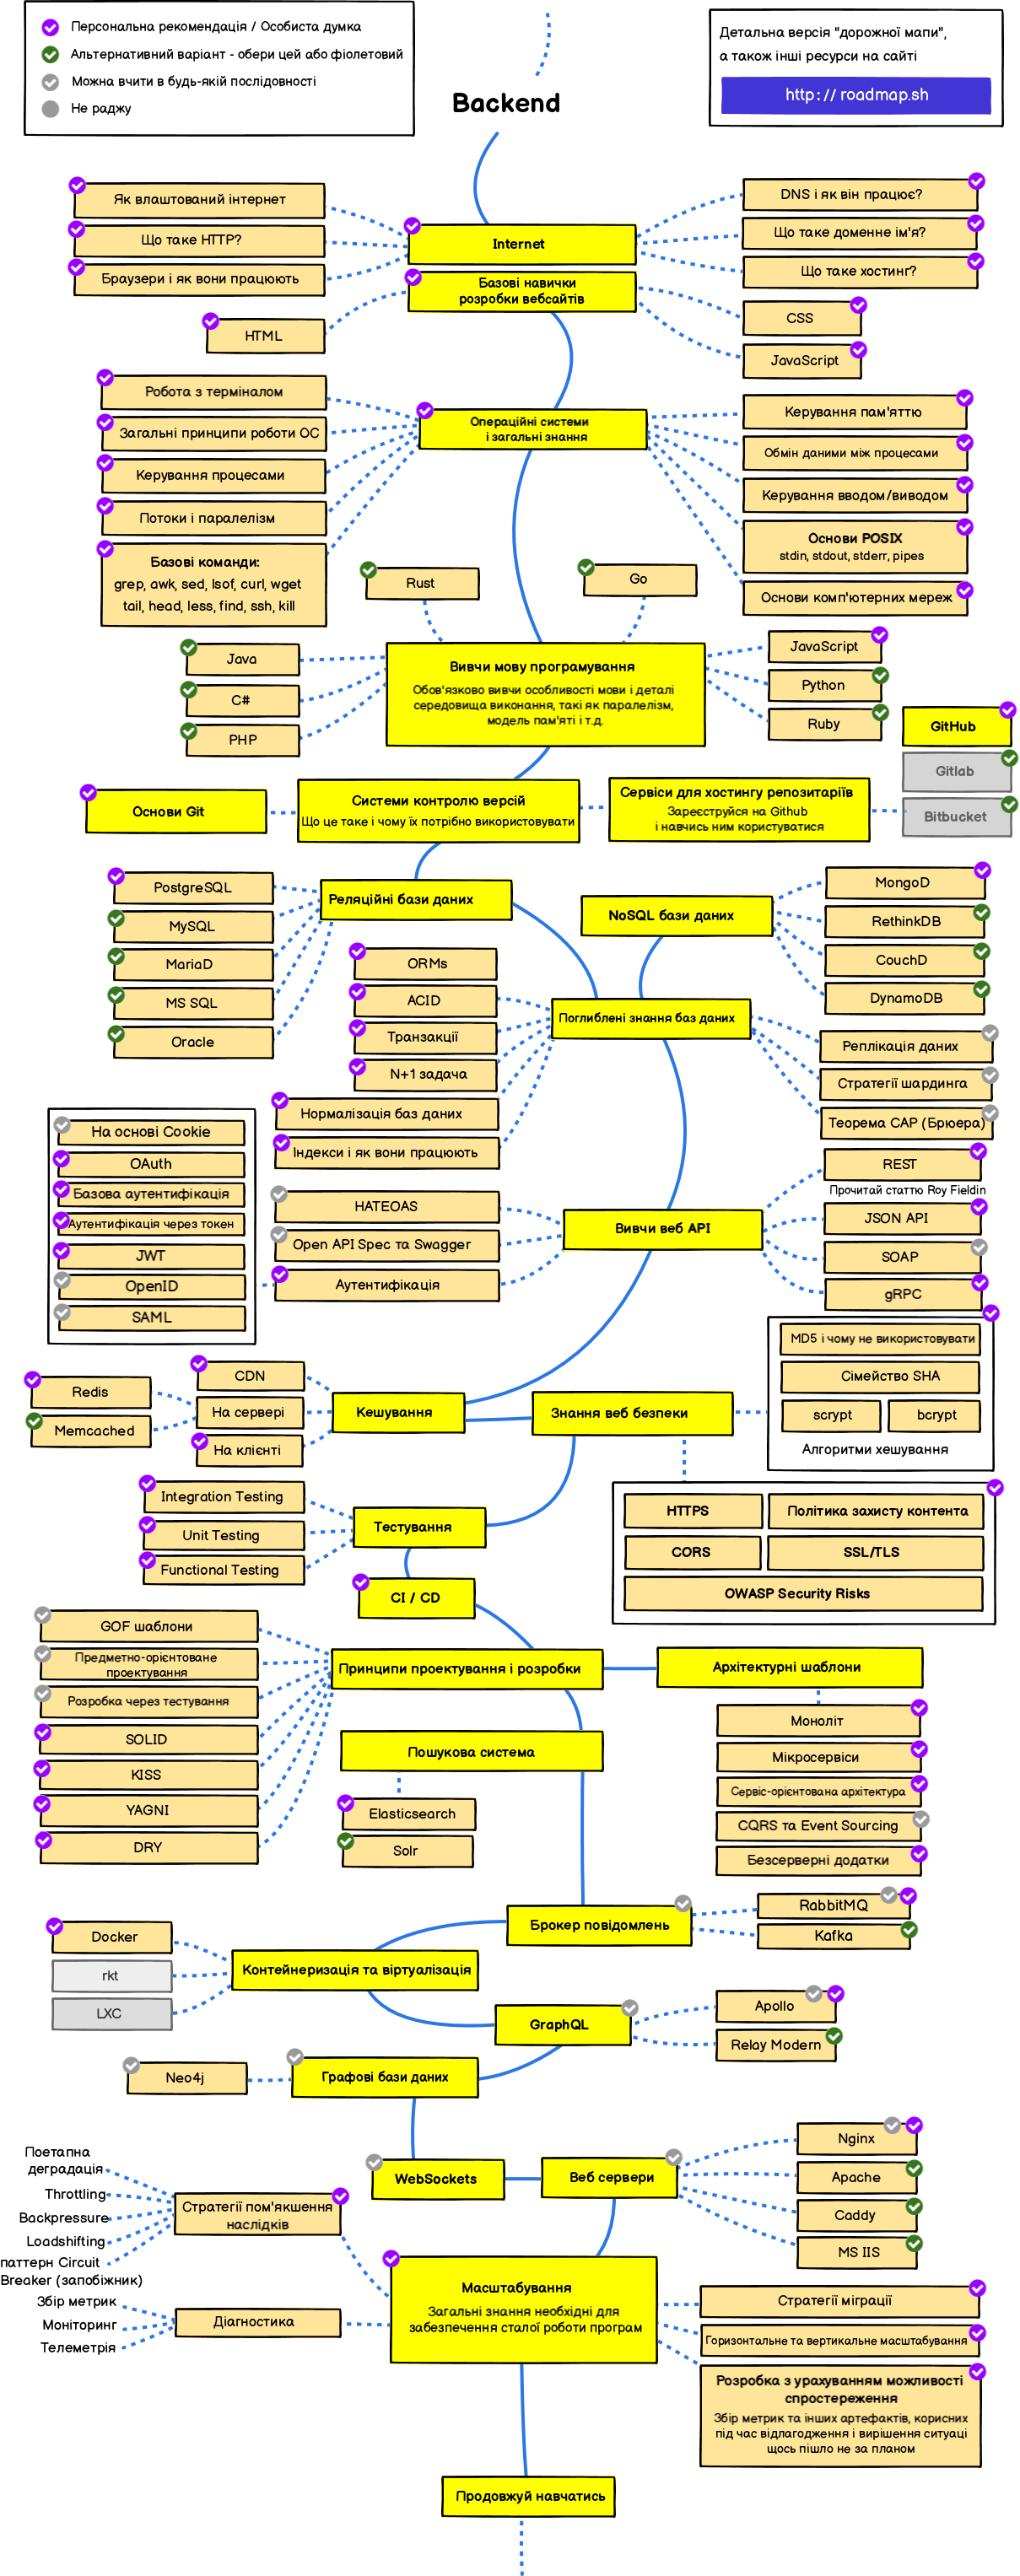 Персональна рекомендація / Особиста думка
Альтернативний варіант - обери цей або фіолетовий
Можна вчити в будь-якій послідовності
Не раджу
Детальна версія "дорожної мапи",
а також інші ресурси на сайті
http://roadmap.sh
Backend
Як влаштований інтернет
Що таке HTTP?
Браузери і як вони працюють
Internet
DNS і як він працює?
Що таке доменне ім'я?
Що таке хостинг?
Базові навички
розробки вебсайтів
HTML
CSS
JavaScript
Робота з терміналом
Загальні принципи роботи ОС
Керування процесами
Потоки і паралелізм
Базові команди:
grep, awk, sed, lsof, curl, wget
tail, head, less, find, ssh, kill
Операційні системи
і загальні знання
Керування пам'яттю
Обмін даними між процесами
Керування вводом/виводом
Основи POSIX
stdin, stdout, stderr, pipes
Основи комп'ютерних мереж
Rust
Go
Java
C#
PHP
Вивчи мову програмування
Обов'язково вивчи особливості мови і деталі
середовища виконання, такі як паралелізм,
модель пам'яті і т.д.
JavaScript
Python
Ruby
GitHub
Gitlab
Bitbucket
Основи Git
Системи контролю версій
Що це таке і чому їх потрібно використовувати
Сервіси для хостингу репозитаріїв
Зареєструйся на Github
і навчись ним користуватися
PostgreSQL
MySQL
MariaD
MS SQL
Oracle
Реляційні бази даних
NoSQL бази даних
MongoD
RethinkDB
CouchD
DynamoDB
ORMs
ACID
Транзакції
N+1 задача
Нормалізація баз даних
Індекси і як вони працюють
Поглиблені знання баз даних
Реплікація даних
Стратегії шардинга
Теорема CAP (Брюера)
На основі Cookie
OAuth
Базова аутентифікація
Аутентифікація через токен
JWT
OpenID
SAML
HATEOAS
Open API Spec та Swagger
Аутентифікація
Вивчи веб API
REST
Прочитай статтю Roy Fieldin
JSON API
SOAP
gRPC
MD5 і чому не використовувати
Сімейство SHA
scrypt
bcrypt
Алгоритми хешування
Redis
Memcached
CDN
На сервері
На клієнті
Кешування
Знання веб безпеки
HTTPS
Політика захисту контента
CORS
SSL/TLS
OWASP Security Risks
Integration Testing
Unit Testing
Functional Testing
Тестування
CI / CD
GOF шаблони
Предметно-орієнтоване
проектування
Розробка через тестування
SOLID
KISS
YAGNI
DRY
Принципи проектування і розробки
Архітектурні шаблони
Моноліт
Мікросервіси
Сервіс-орієнтована архітектура
CQRS та Event Sourcing
Безсерверні додатки
Пошукова система
Elasticsearch
Solr
Брокер повідомлень
RabbitMQ
Kafka
Docker
rkt
LXC
Контейнеризація та віртуалізація
GraphQL
Apollo
Relay Modern
Neo4j
Графові бази даних
WebSockets
Веб сервери
Nginx
Apache
Caddy
MS IIS
Поетапна
деградація
Throttling
Backpressure
Loadshifting
паттерн Circuit
Breaker (запобіжник)
Стратегії пом'якшення
наслідків
Збір метрик
Моніторинг
Телеметрія
Діагностика
Масштабування
Загальні знання необхідні для
забезпечення сталої роботи програм
Стратегії міграції
Горизонтальне та вертикальне масштабування
Розробка з урахуванням можливості
спростереження
Збір метрик та інших артефактів, корисних
під час відлагодження і вирішення ситуаці
щось пішло не за планом
Продовжуй навчатись